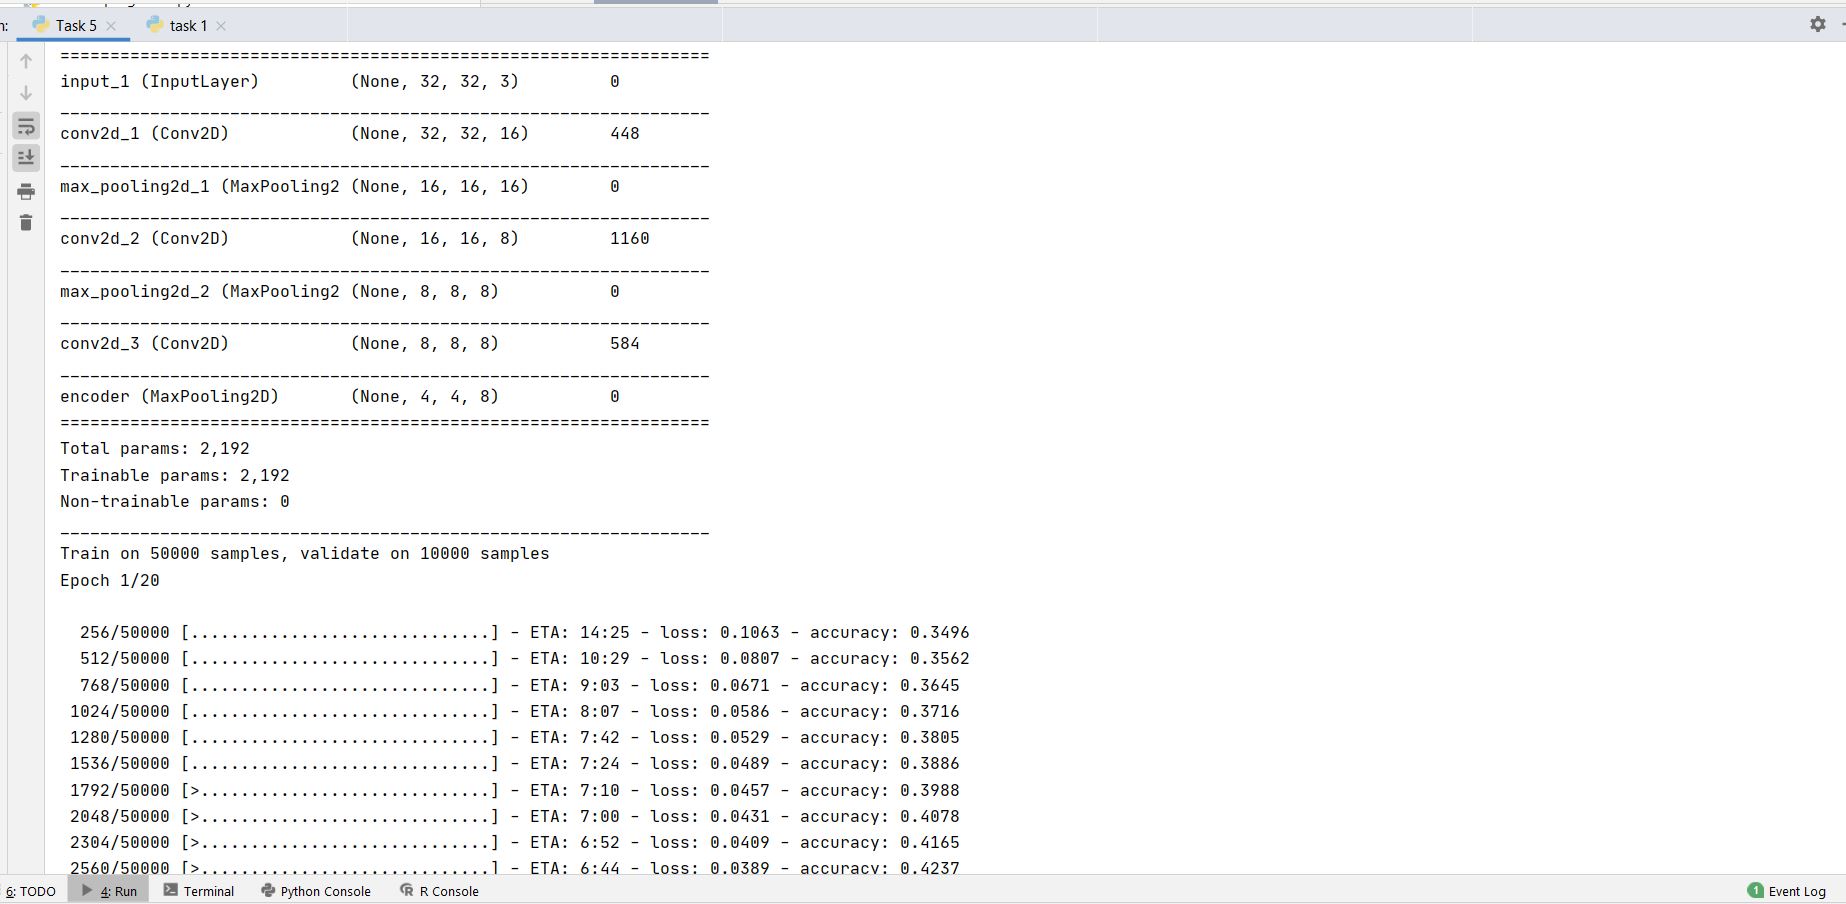 n: Task 5 task 1
=================================================================
input_1 (InputLayer)         (None, 32, 32, 3)         0
_________________________________________________________________
conv2d_1 (Conv2D)            (None, 32, 32, 16)        448
_________________________________________________________________
max_pooling2d_1 (MaxPooling2 (None, 16, 16, 16)        0
_________________________________________________________________
conv2d_2 (Conv2D)            (None, 16, 16, 8)         1160
_________________________________________________________________
max_pooling2d_2 (MaxPooling2 (None, 8, 8, 8)           0
_________________________________________________________________
conv2d_3 (Conv2D)            (None, 8, 8, 8)           584
_________________________________________________________________
encoder (MaxPooling2D)       (None, 4, 4, 8)           0
=================================================================
Total params: 2,192
Trainable params: 2,192
Non-trainable params: 0
_________________________________________________________________
Train on 50000 samples, validate on 10000 samples
Epoch 1/20
256/50000 [..............................] - ETA: 14:25 - loss: 0.1063 - accuracy: 0.3496
512/50000 [..............................] - ETA: 10:29 - loss: 0.0807 - accuracy: 0.3562
768/50000 [..............................] - ETA: 9:03 - loss: 0.0671 - accuracy: 0.3645
1024/50000 [..............................] - ETA: 8:07 - loss: 0.0586 - accuracy: 0.3716
1280/50000 [..............................] - ETA: 7:42 - loss: 0.0529 - accuracy: 0.3805
1536/50000 [..............................] - ETA: 7:24 - loss: 0.0489 - accuracy: 0.3886
1792/50000 [>.............................] - ETA: 7:10 - loss: 0.0457 - accuracy: 0.3988
2048/50000 [>.............................] - ETA: 7:00 - loss: 0.0431 - accuracy: 0.4078
2304/50000 [>.............................] - ETA: 6:52 - loss: 0.0409 - accuracy: 0.4165
2560/50000 [>.............................] - ETA: 6:44 - loss: 0.0389 - accuracy: 0.4237
6: TODO 4: Run Terminal Python Console R Console 1 Event Log